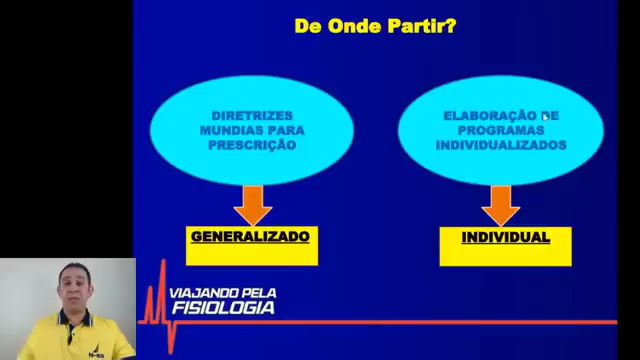 De Onde Partir?
DIRETRIZES
MUNDIAS PARA
PRESCRIÇÃO
ELABORAÇÃO DE
PROGRAMAS
INDIVIDUALIZADOS
GENERALIZADO
INDIVIDUAL
VIAJANDO PELA
FISIOLOGIA